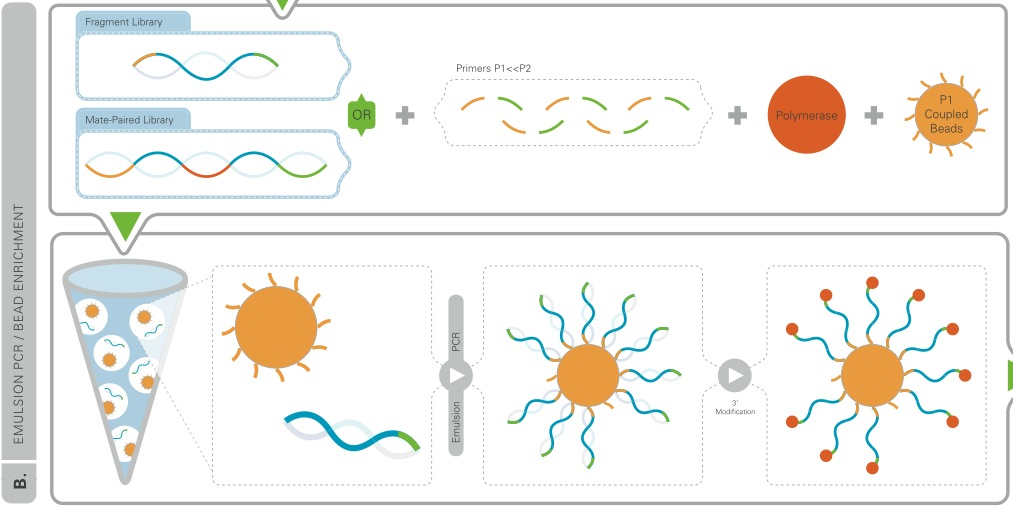 Fragment Library
Mate-Paired Library
OR
Primers P1<<P2
Polymerase
P1
Coupled
Beads
EMULSION PCR / BEAD ENRICHMENT
B.
Emulsion PCR
3'
Modification